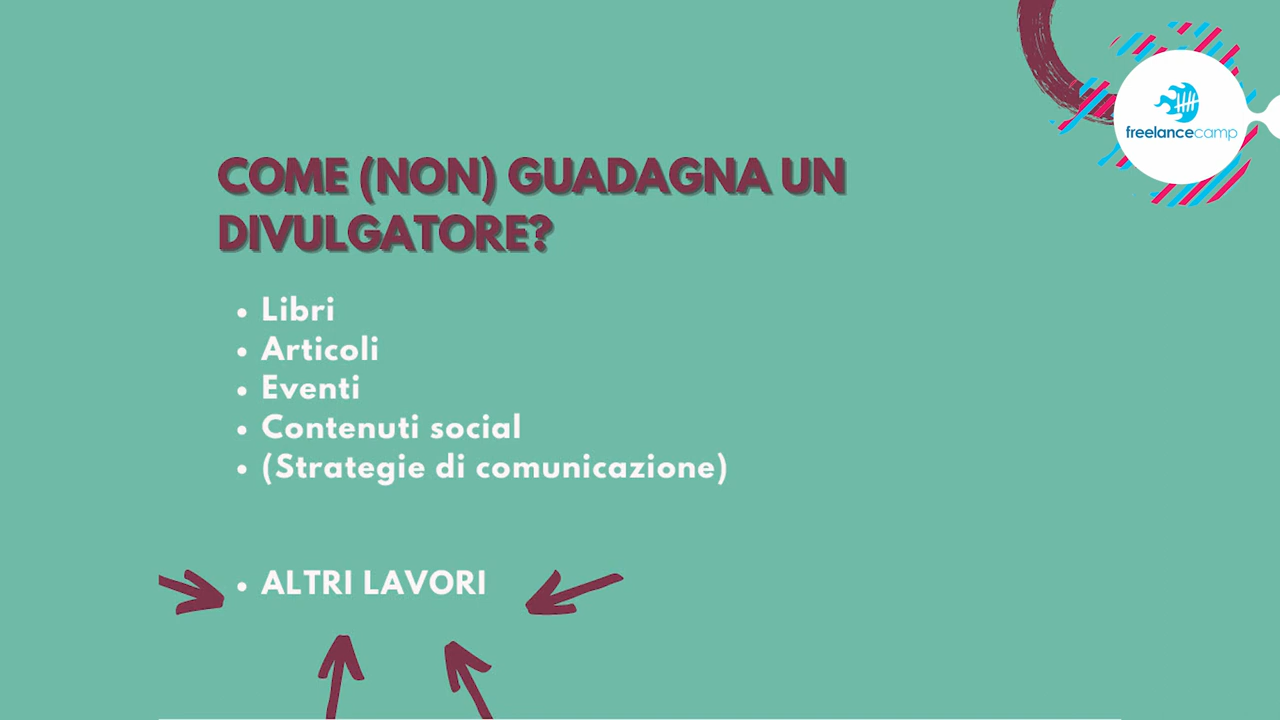 freelancecamp
COME (NON) GUADAGNA UN
DIVULGATORE?
• Libri
• Articoli
• Eventi
• Contenuti social
• (Strategie di comunicazione)
• ALTRI LAVORI